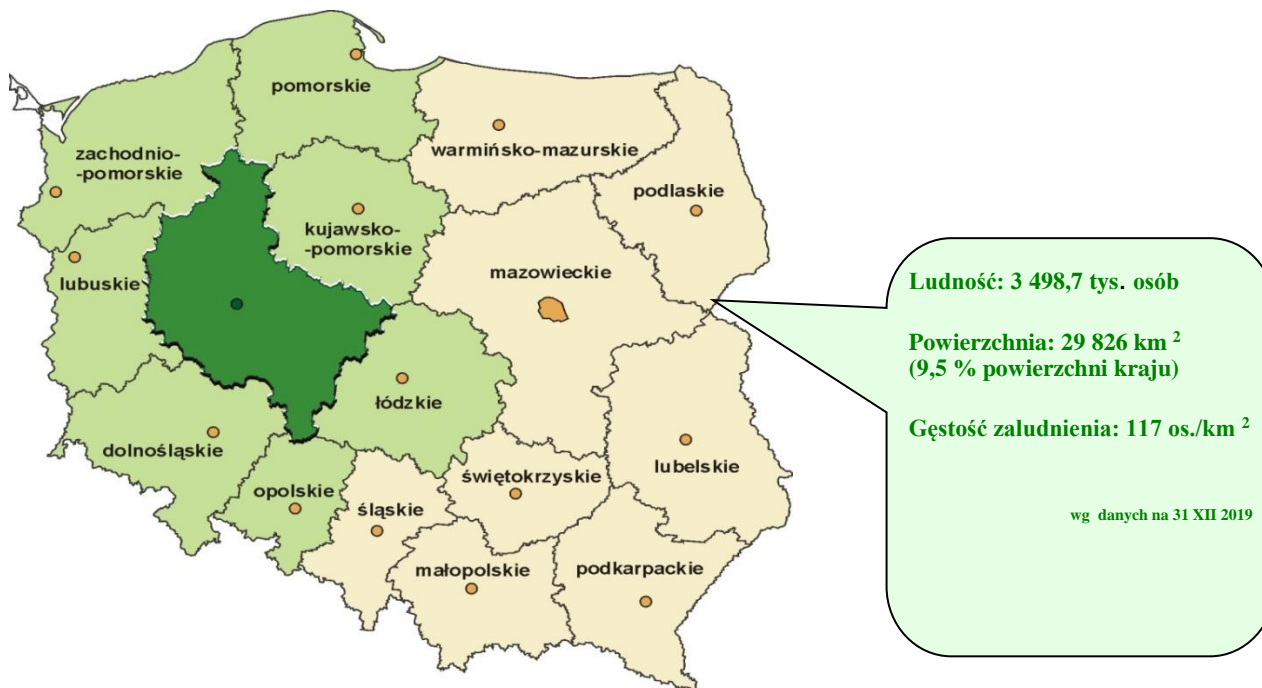 pomorskie
zachodnio-
-pomorskie
warmińsko-mazurskie
podlaskie
kujawsko-
-pomorskie
lubuskie
mazowieckie
łódzkie
dolnośląskie
lubelskie
świętokrzyskie
opolskie
śląskie
małopolskie
podkarpackie
Ludność: 3 498,7 tys. osób
Powierzchnia: 29 826 km ²
(9,5 % powierzchni kraju)
Gęstość zaludnienia: 117 os./km ²
wg danych na 31 XII 2019